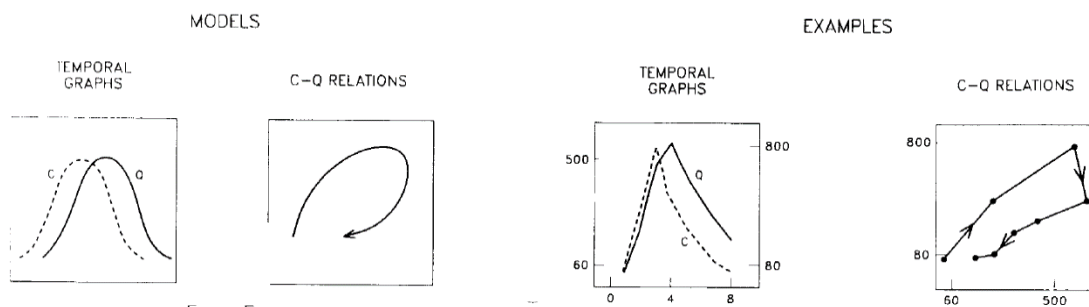 MODELS
EXAMPLES
TEMPORAL
GRAPHS
C-Q RELATIONS
TEMPORAL
GRAPHS
C-Q RELATIONS
C
Q
500
60
0
4
8
800
80
Q
C
800
80
60
500